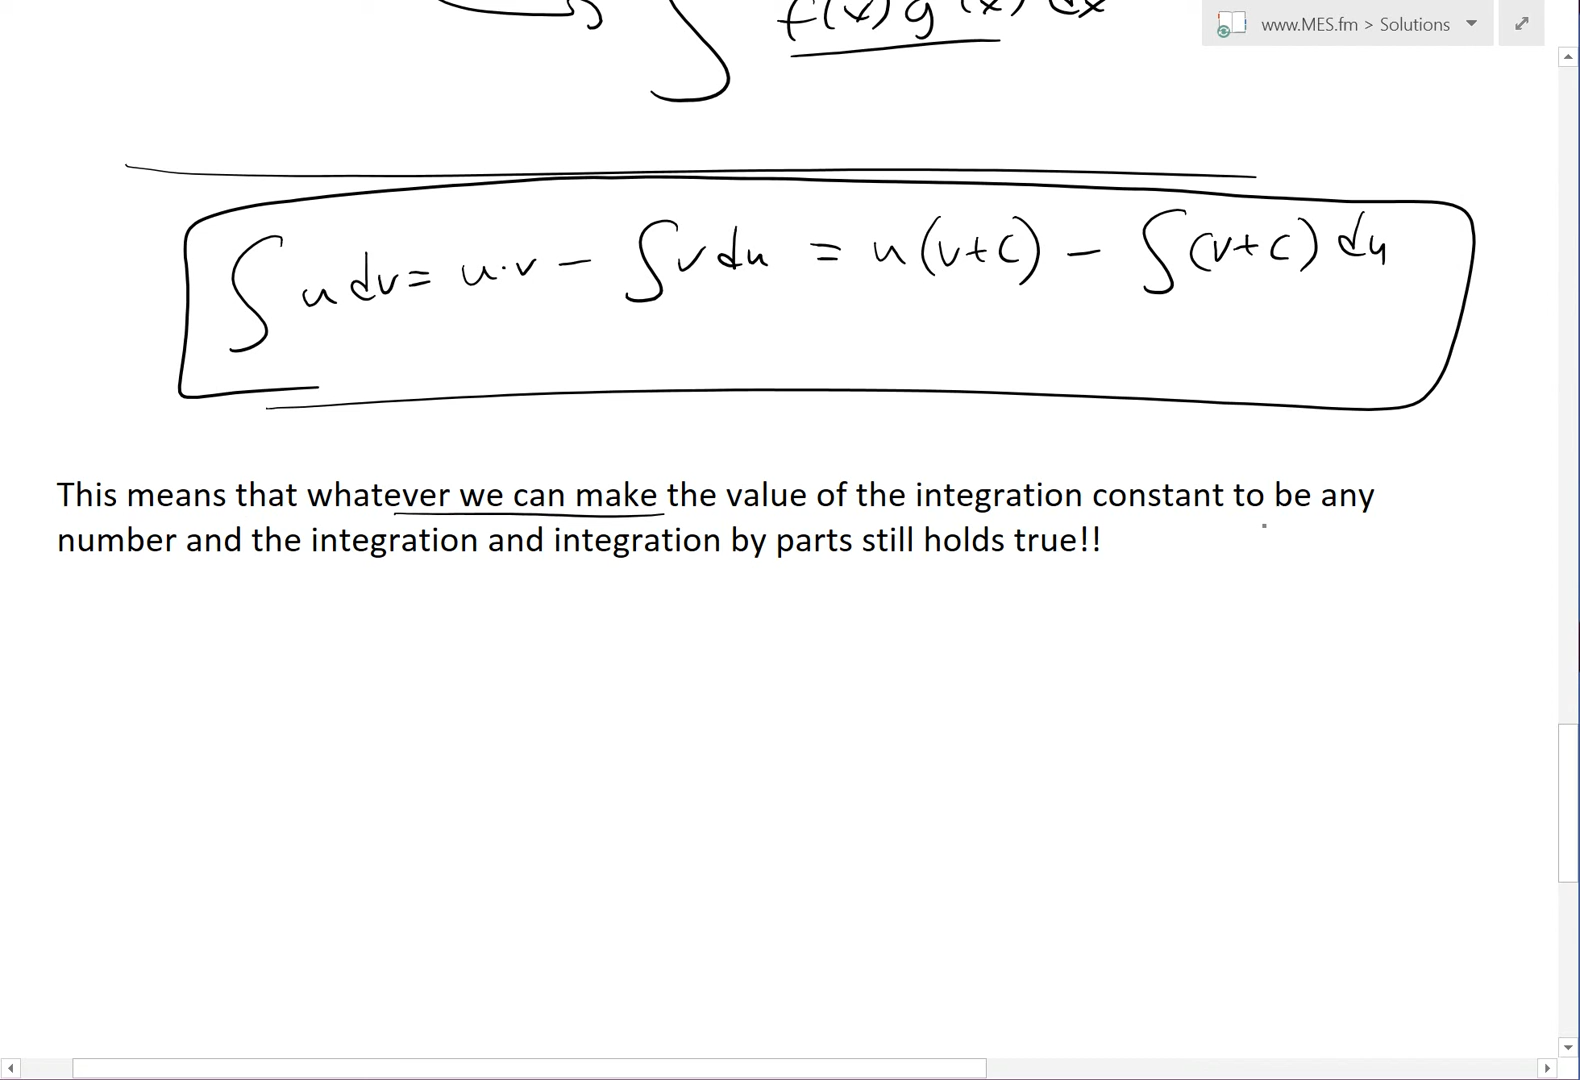 ∫ f(x) g'(x) dx
www.MES.fm > Solutions
∫ u dv = u·v − ∫ v du = u(v+c) − ∫ (v+c) du
This means that whatever we can make the value of the integration constant to be any
number and the integration and integration by parts still holds true!!